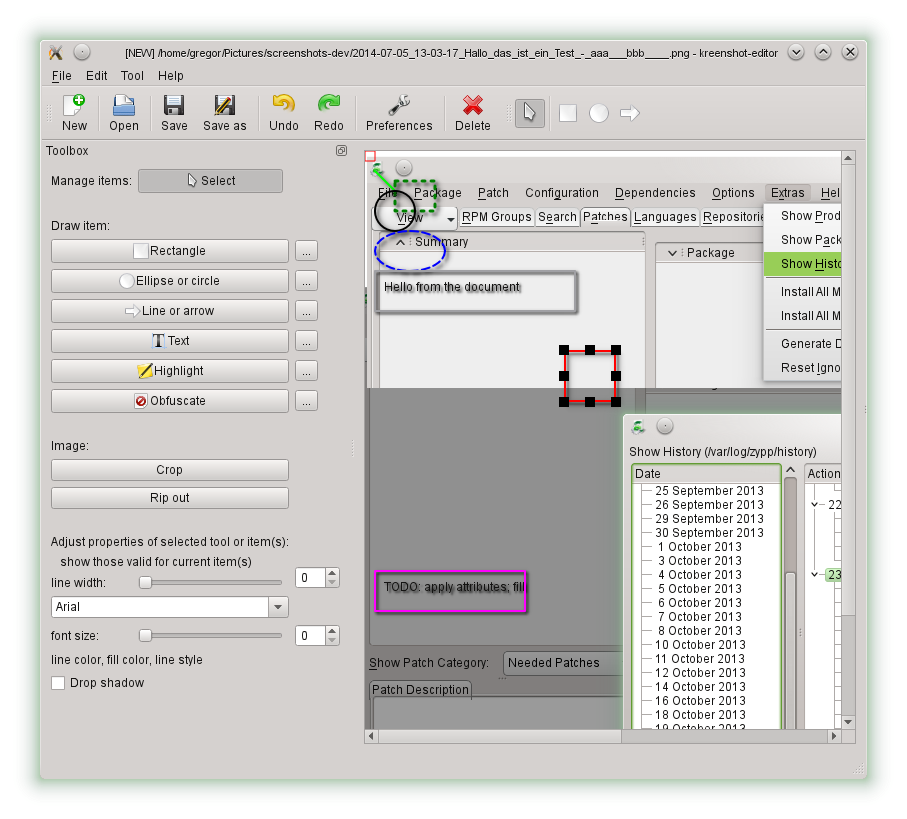 [NEW] /home/gregor/Pictures/screenshots-dev/2014-07-05_13-03-17_Hallo_das_ist_ein_Test_-_aaa___bbb____.png - kreenshot-editor
File Edit Tool Help
New Open Save Save as Undo Redo Preferences Delete
Toolbox
Manage items: Select
Draw item:
Rectangle ...
Ellipse or circle ...
Line or arrow ...
Text ...
Highlight ...
Obfuscate ...
Image:
Crop
Rip out
Adjust properties of selected tool or item(s):
show those valid for current item(s)
line width: 0
Arial
font size: 0
line color, fill color, line style
Drop shadow
File Package Patch Configuration Dependencies Options Extras Hel
View RPM Groups Search Patches Languages Repositorie
Summary
Package
Show Prod
Show Pack
Show Histo
Install All M
Install All M
Generate D
Reset Igno
Hello from the document
TODO: apply attributes; fill
Show Patch Category: Needed Patches
Patch Description
Show History (/var/log/zypp/history)
Date Action
25 September 2013
26 September 2013 22
29 September 2013
30 September 2013
1 October 2013
3 October 2013
4 October 2013 23
5 October 2013
6 October 2013
7 October 2013
8 October 2013
10 October 2013
11 October 2013
12 October 2013
14 October 2013
16 October 2013
18 October 2013
19 October 2013